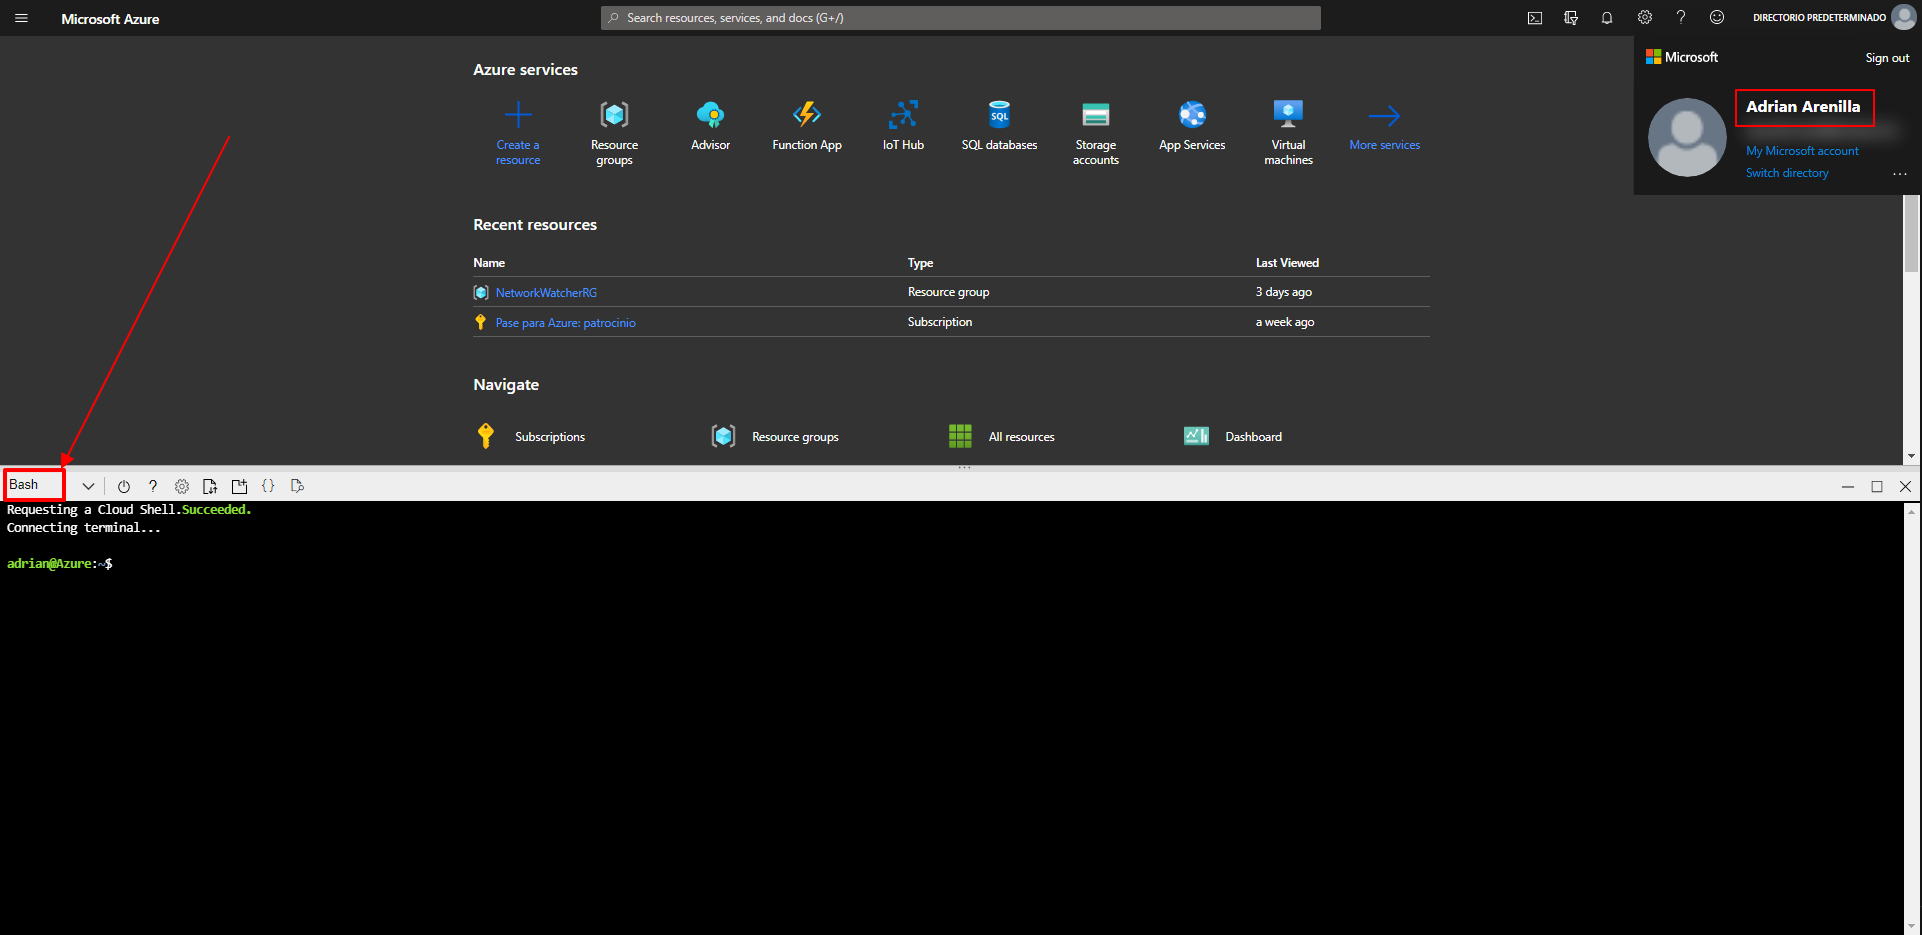 Microsoft Azure
Search resources, services, and docs (G+/)
DIRECTORIO PREDETERMINADO
Microsoft
Sign out
Adrian Arenilla
My Microsoft account
Switch directory
...
Azure services
Create a
resource
Resource
groups
Advisor
Function App
IoT Hub
SQL
SQL databases
Storage
accounts
App Services
Virtual
machines
More services
Recent resources
Name Type Last Viewed
NetworkWatcherRG Resource group 3 days ago
Pase para Azure: patrocinio Subscription a week ago
Navigate
Subscriptions
Resource groups
All resources
Dashboard
Bash
?
{}
Requesting a Cloud Shell.Succeeded.
Connecting terminal...
adrian@Azure:~$